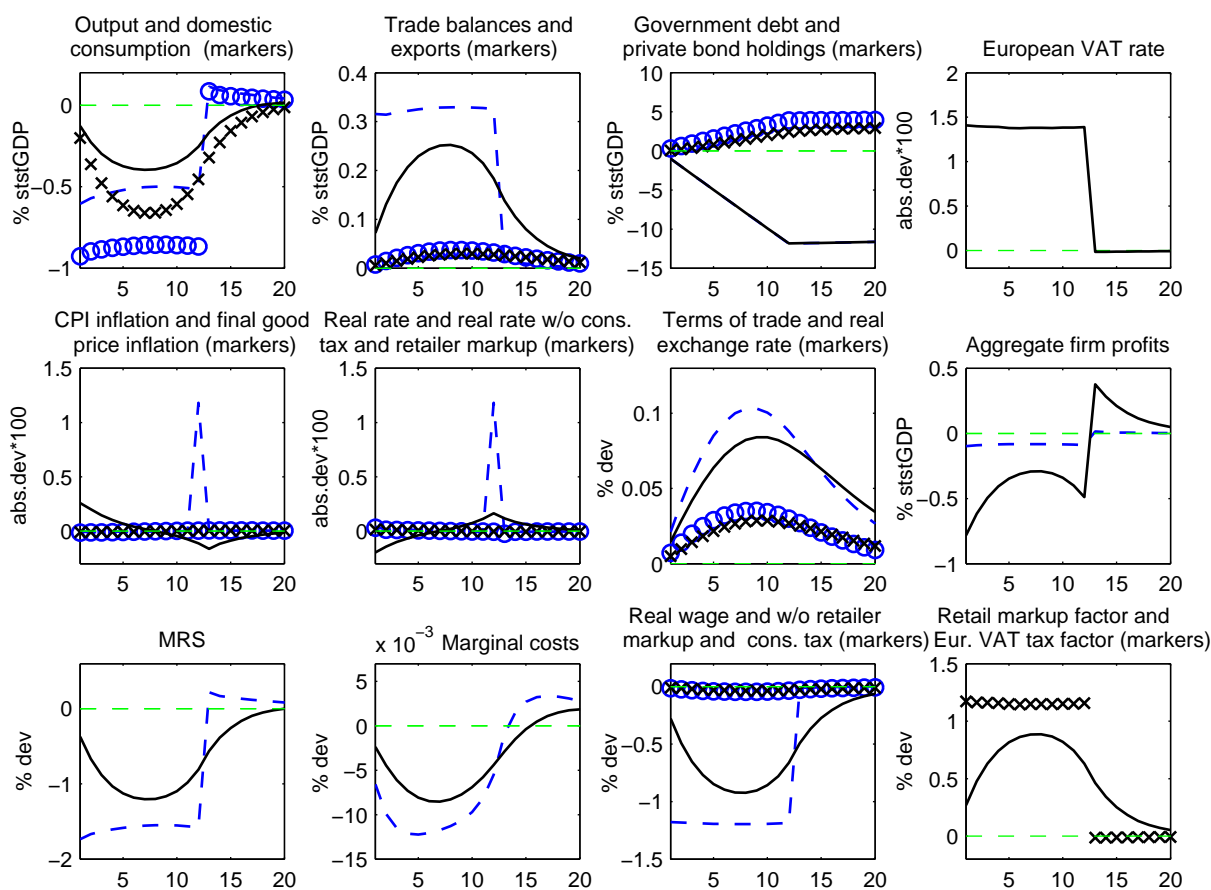 Output and domestic
consumption (markers)
% ststGDP
0
−0.5
−1
5 10 15 20
Trade balances and
exports (markers)
% ststGDP
0.4
0.3
0.2
0.1
0
5 10 15 20
Government debt and
private bond holdings (markers)
% ststGDP
10
5
0
−5
−10
−15
5 10 15 20
European VAT rate
abs.dev*100
2
1.5
1
0.5
0
5 10 15 20
CPI inflation and final good
price inflation (markers)
abs.dev*100
1.5
1
0.5
0
5 10 15 20
Real rate and real rate w/o cons.
tax and retailer markup (markers)
abs.dev*100
1.5
1
0.5
0
5 10 15 20
Terms of trade and real
exchange rate (markers)
% dev
0.1
0.05
0
5 10 15 20
Aggregate firm profits
% ststGDP
0.5
0
−0.5
−1
5 10 15 20
MRS
% dev
0
−1
−2
5 10 15 20
x 10−3 Marginal costs
% dev
5
0
−5
−10
−15
5 10 15 20
Real wage and w/o retailer
markup and cons. tax (markers)
% dev
0
−0.5
−1
−1.5
5 10 15 20
Retail markup factor and
Eur. VAT tax factor (markers)
% dev
1.5
1
0.5
0
5 10 15 20